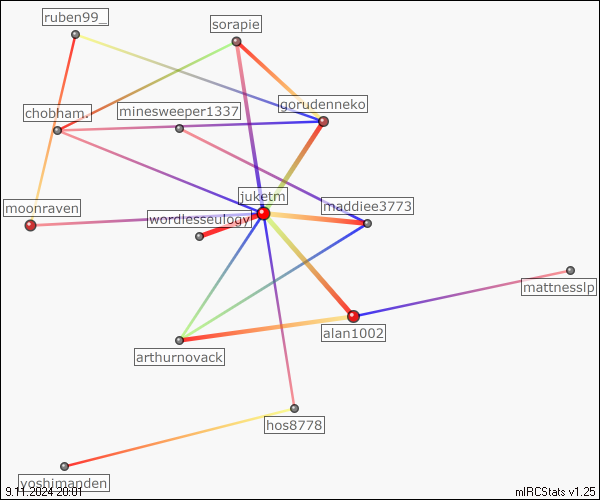 ruben99_
sorapie
gorudenneko
chobham.
minesweeper1337
juketm
maddiee3773
moonraven
wordlesseulogy
mattnesslp
alan1002
arthurnovack
hos8778
yoshimanden
9.11.2024 20:01
mIRCStats v1.25